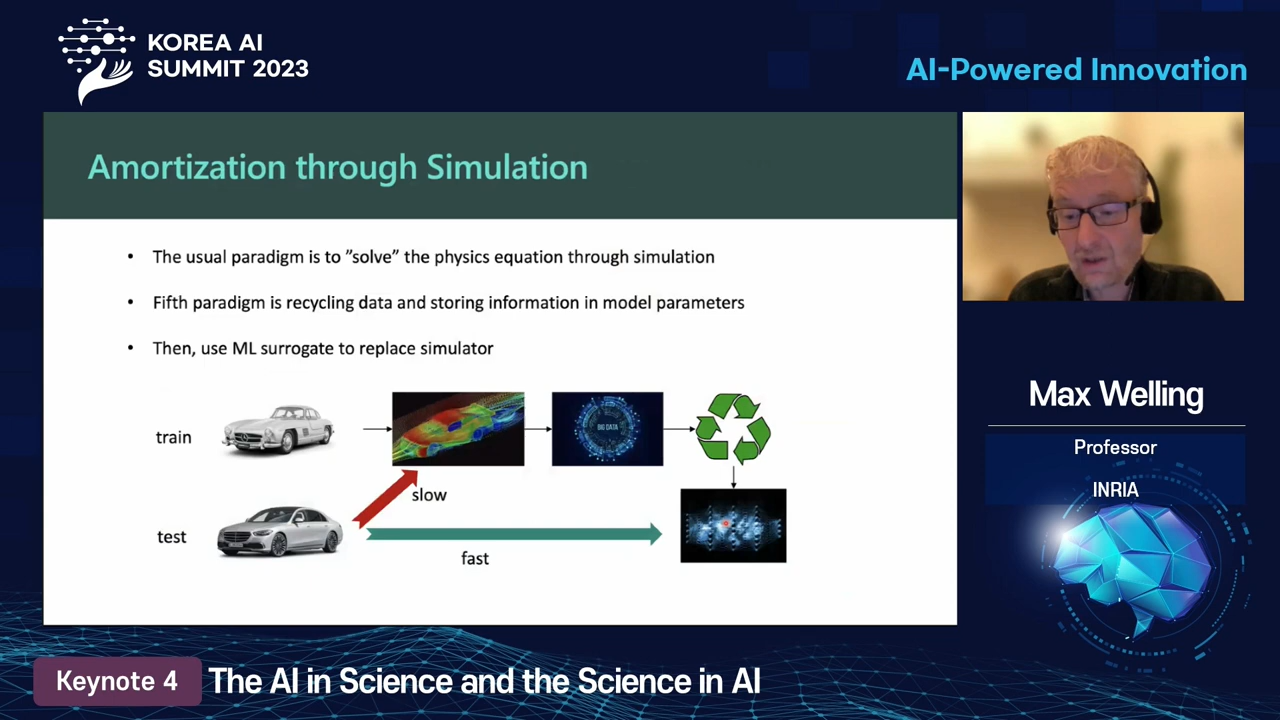 KOREA AI
SUMMIT 2023
AI-Powered Innovation
Amortization through Simulation
• The usual paradigm is to ”solve” the physics equation through simulation
• Fifth paradigm is recycling data and storing information in model parameters
• Then, use ML surrogate to replace simulator
train
BIG DATA
slow
test
fast
Max Welling
Professor
INRIA
Keynote 4
The AI in Science and the Science in AI